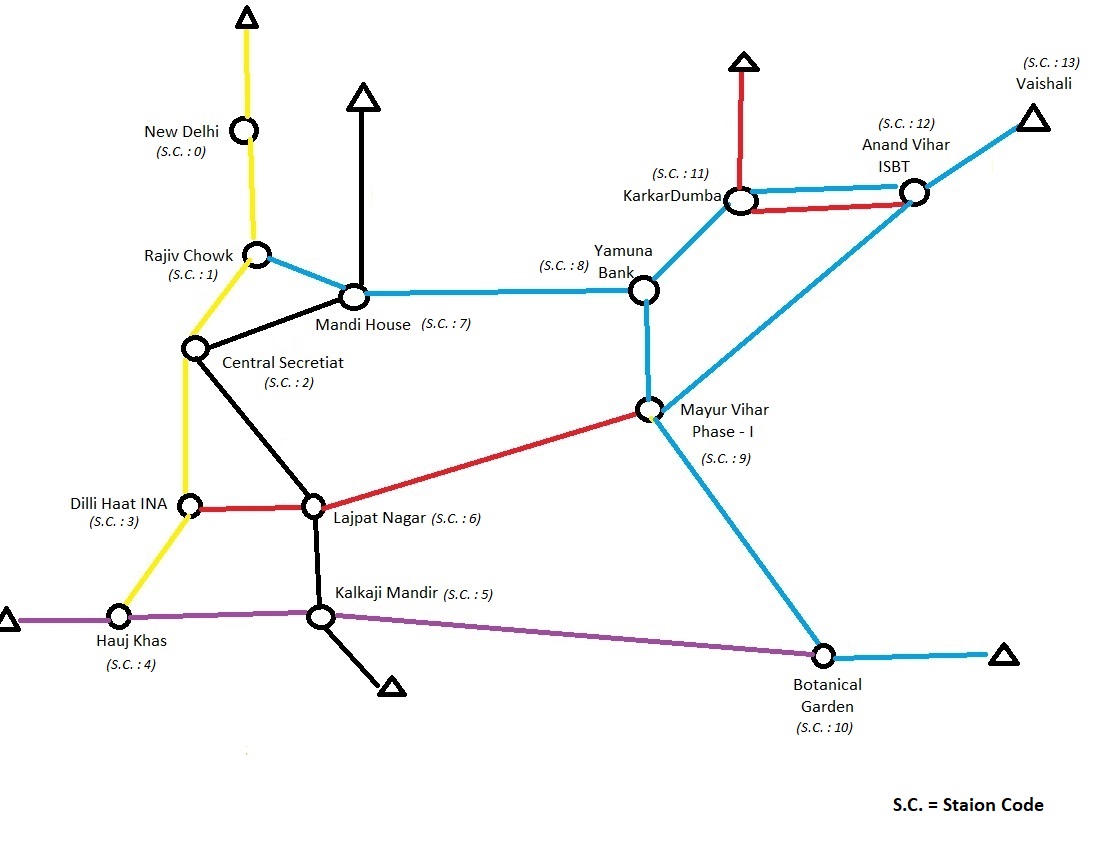 (S.C. : 13)
Vaishali
(S.C. : 12)
Anand Vihar
ISBT
New Delhi
(S.C. : 0)
(S.C. : 11)
KarkarDumba
Rajiv Chowk
(S.C. : 1)
Yamuna
Bank
(S.C. : 8)
Mandi House (S.C. : 7)
Central Secretiat
(S.C. : 2)
Mayur Vihar
Phase - I
(S.C. : 9)
Dilli Haat INA
(S.C. : 3)
Lajpat Nagar (S.C. : 6)
Kalkaji Mandir (S.C. : 5)
Hauj Khas
(S.C. : 4)
Botanical
Garden
(S.C. : 10)
S.C. = Staion Code